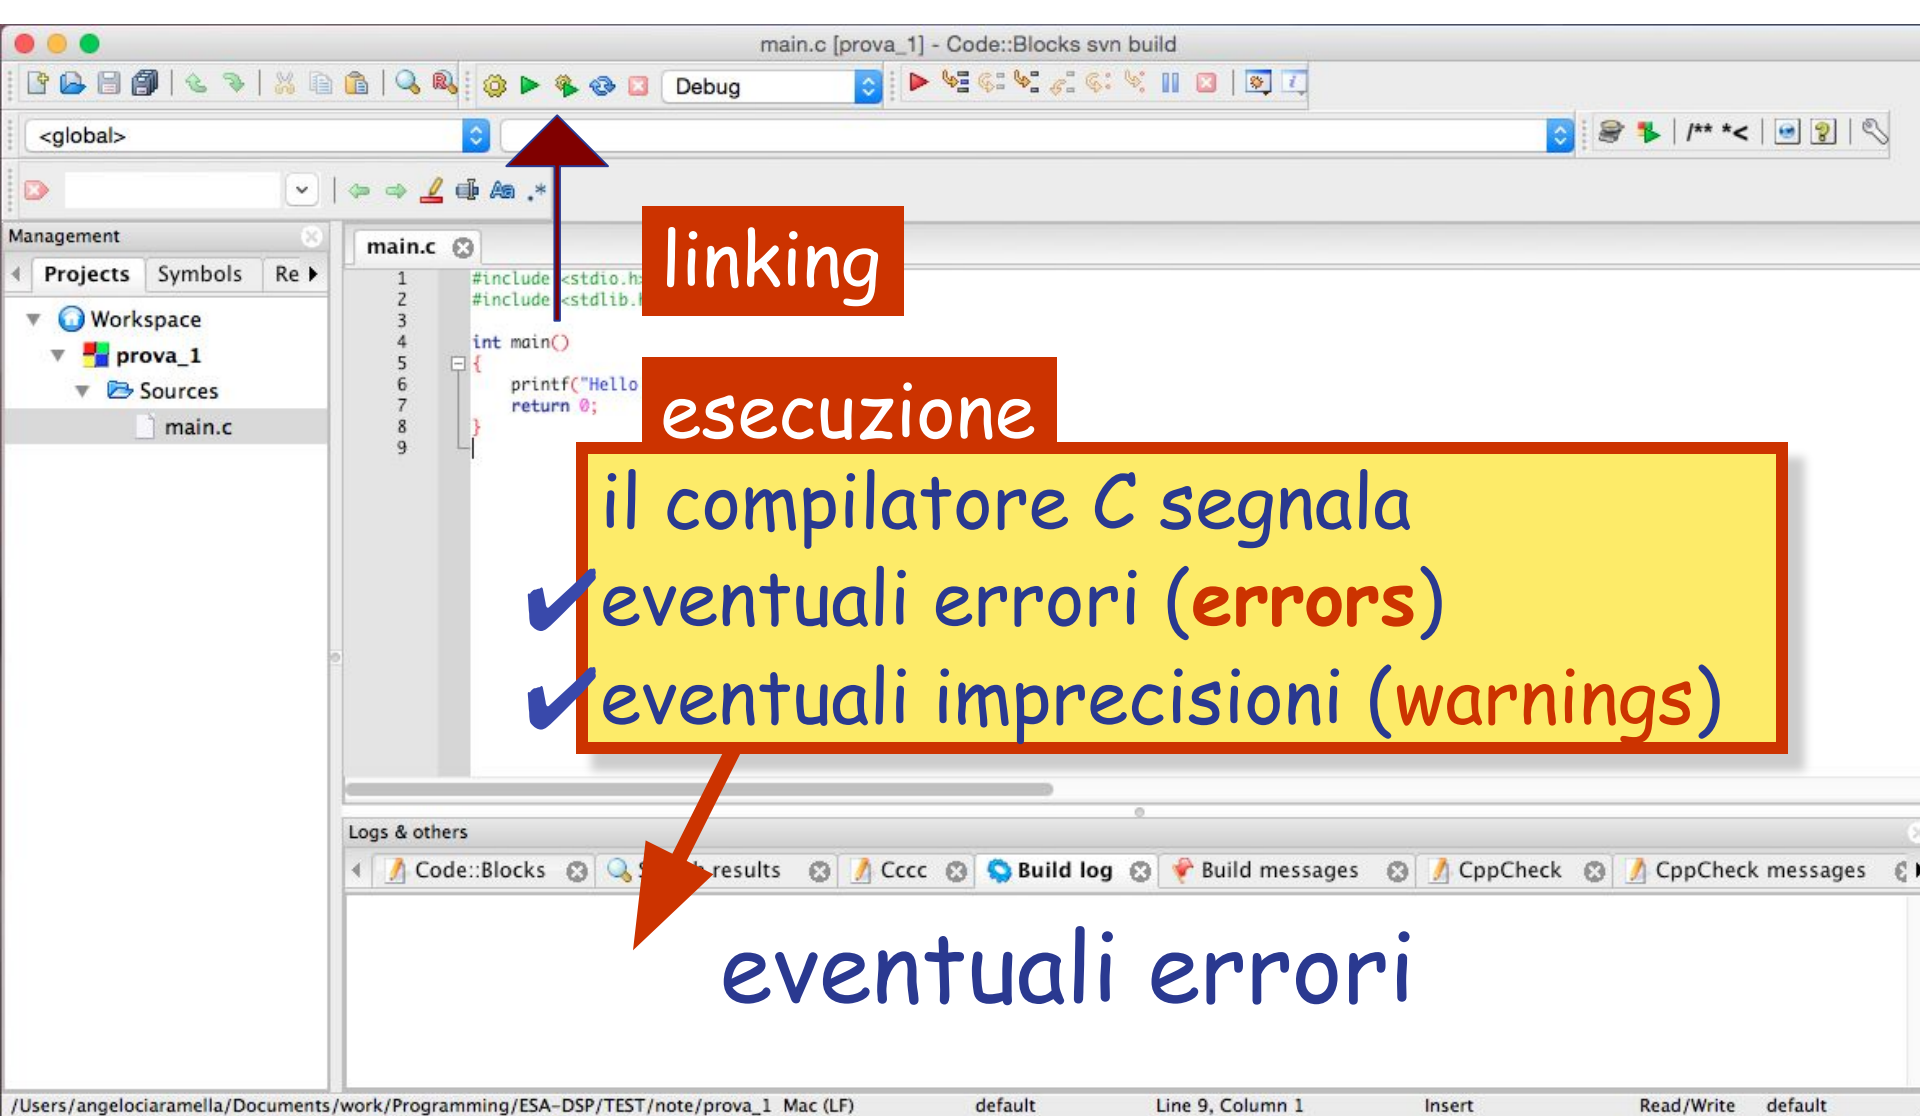 main.c [prova_1] - Code::Blocks svn build
Debug
<global>
/** *<
Management
main.c
Projects Symbols Re
Workspace
prova_1
Sources
main.c
1 #include <stdio.h>
2 #include <stdlib.h
3
4 int main()
5 {
6 printf("Hello
7 return 0;
8 }
9
linking
esecuzione
il compilatore C segnala
✔eventuali errori (errors)
✔eventuali imprecisioni (warnings)
Logs & others
Code::Blocks results Cccc Build log Build messages CppCheck CppCheck messages
eventuali errori
/Users/angelociaramella/Documents/work/Programming/ESA-DSP/TEST/note/prova_1 Mac (LF) default Line 9, Column 1 Insert Read/Write default